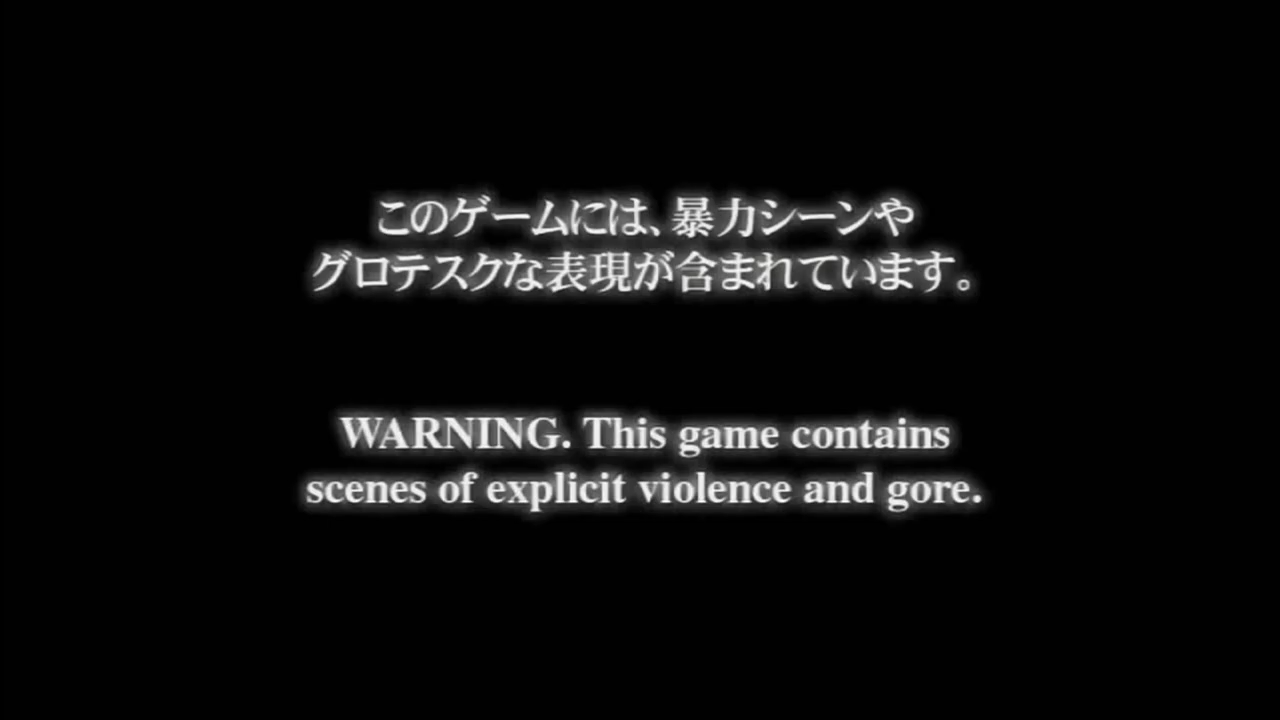 このゲームには、暴力シーンや
グロテスクな表現が含まれています。
WARNING. This game contains
scenes of explicit violence and gore.